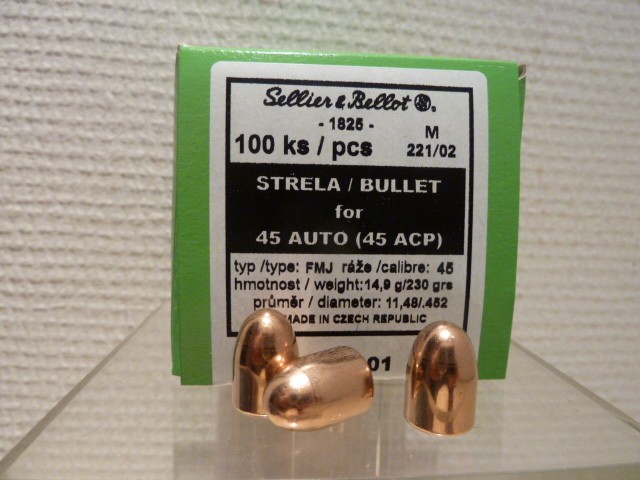 Sellier & Bellot
- 1825 -
100 ks / pcs
M
221/02
STRELA / BULLET
for
45 AUTO (45 ACP)
typ /type: FMJ ráže /calibre: 45
hmotnost / weight:14,9 g/230 grs
průměr / diameter: 11,48/.452
MADE IN CZECH REPUBLIC
01